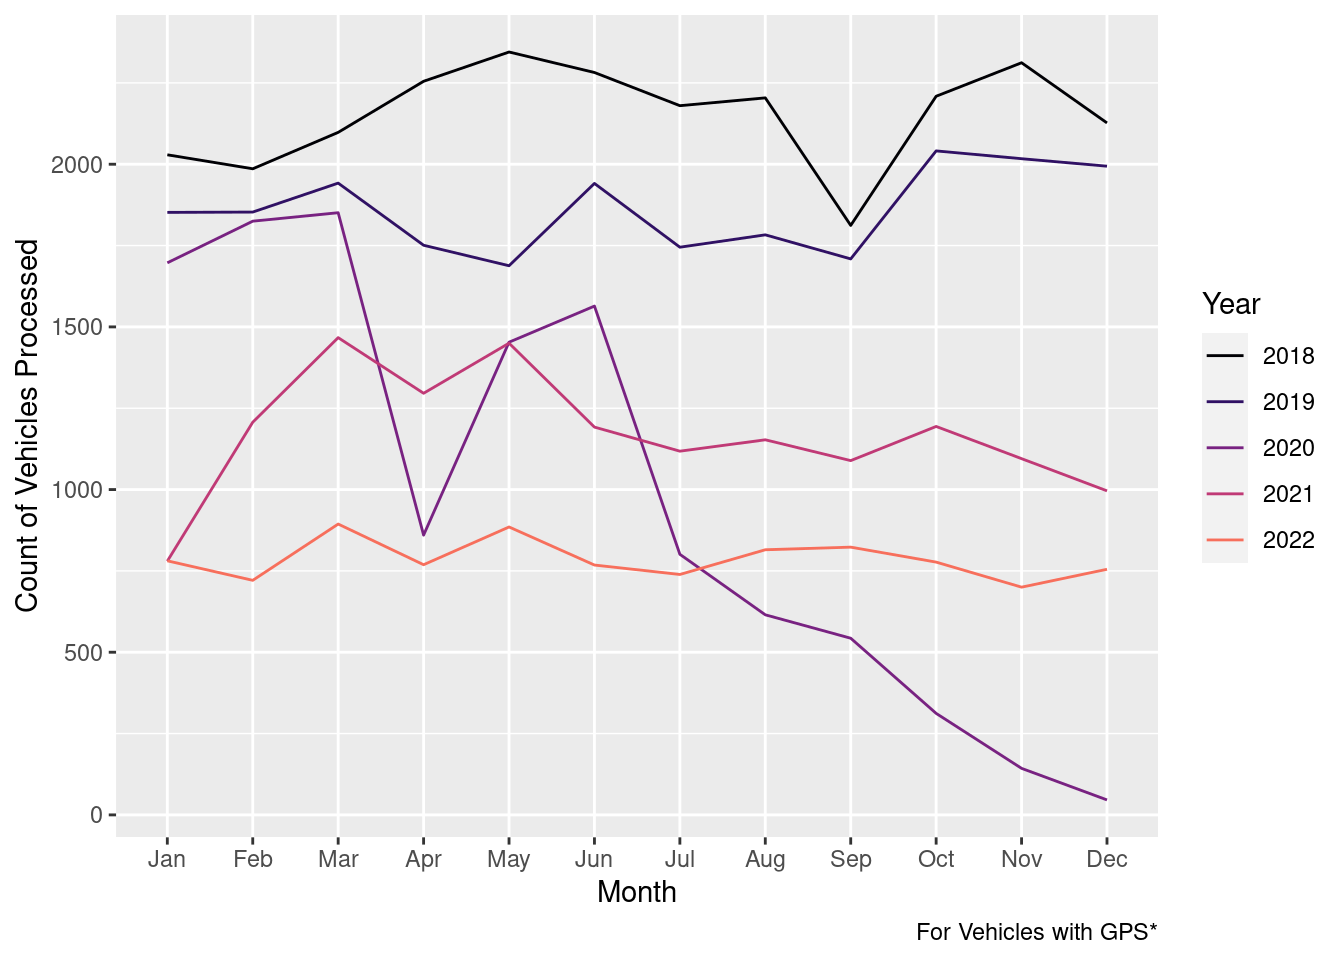 Count of Vehicles Processed
2000
1500
1000
500
0
Jan Feb Mar Apr May Jun Jul Aug Sep Oct Nov Dec
Month
For Vehicles with GPS*
Year
2018
2019
2020
2021
2022